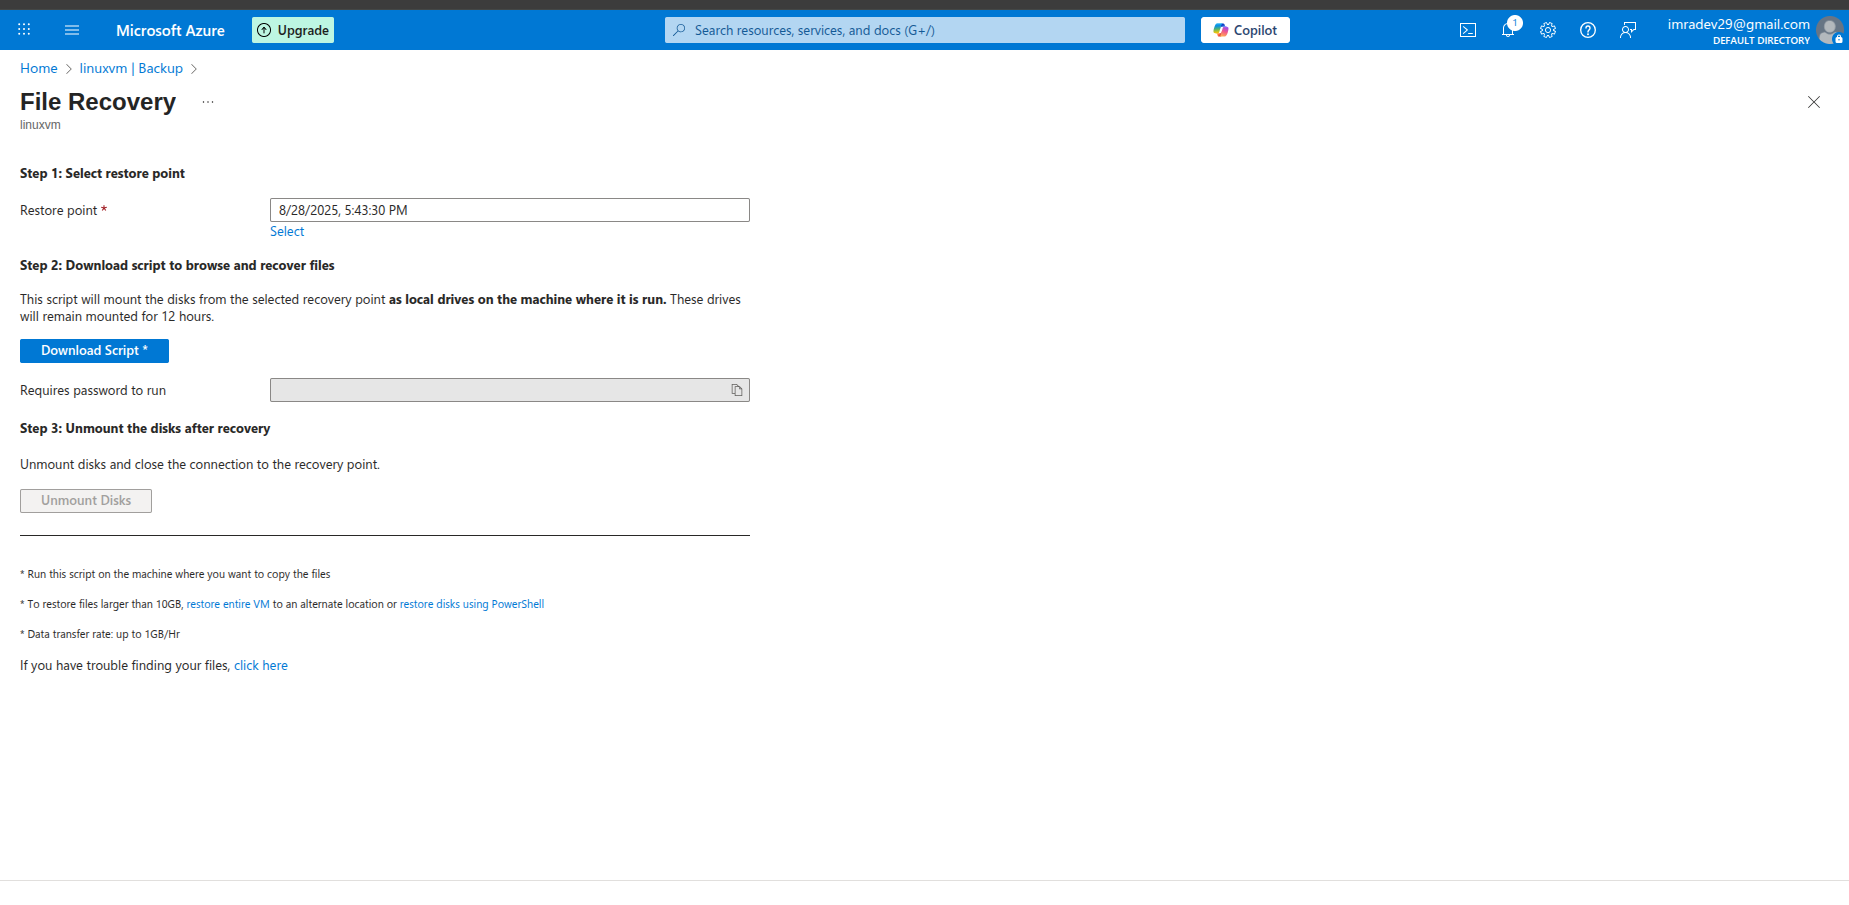 Microsoft Azure
Upgrade
Search resources, services, and docs (G+/)
Copilot
1
imradev29@gmail.com
DEFAULT DIRECTORY
Home > linuxvm | Backup >
File Recovery ...
linuxvm
Step 1: Select restore point
Restore point * 8/28/2025, 5:43:30 PM
Select
Step 2: Download script to browse and recover files
This script will mount the disks from the selected recovery point as local drives on the machine where it is run. These drives
will remain mounted for 12 hours.
Download Script *
Requires password to run
Step 3: Unmount the disks after recovery
Unmount disks and close the connection to the recovery point.
Unmount Disks
* Run this script on the machine where you want to copy the files
* To restore files larger than 10GB, restore entire VM to an alternate location or restore disks using PowerShell
* Data transfer rate: up to 1GB/Hr
If you have trouble finding your files, click here